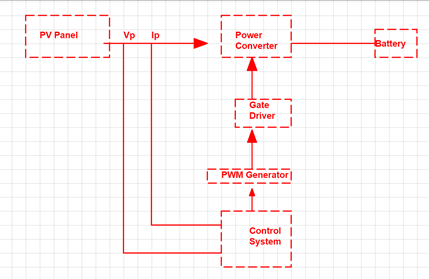 PV Panel
Vp
Ip
Power
Converter
Battery
Gate
Driver
PWM Generator
Control
System